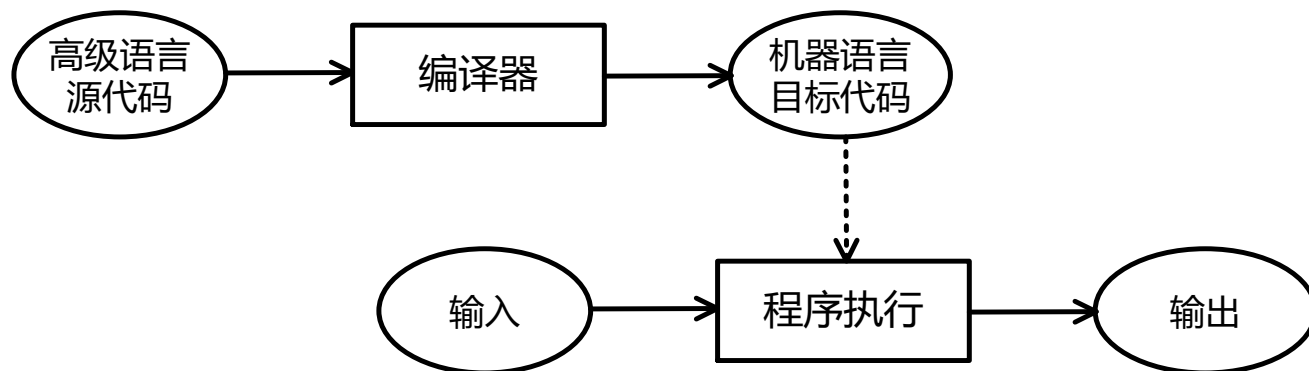 高级语言
源代码
编译器
机器语言
目标代码
输入
程序执行
输出